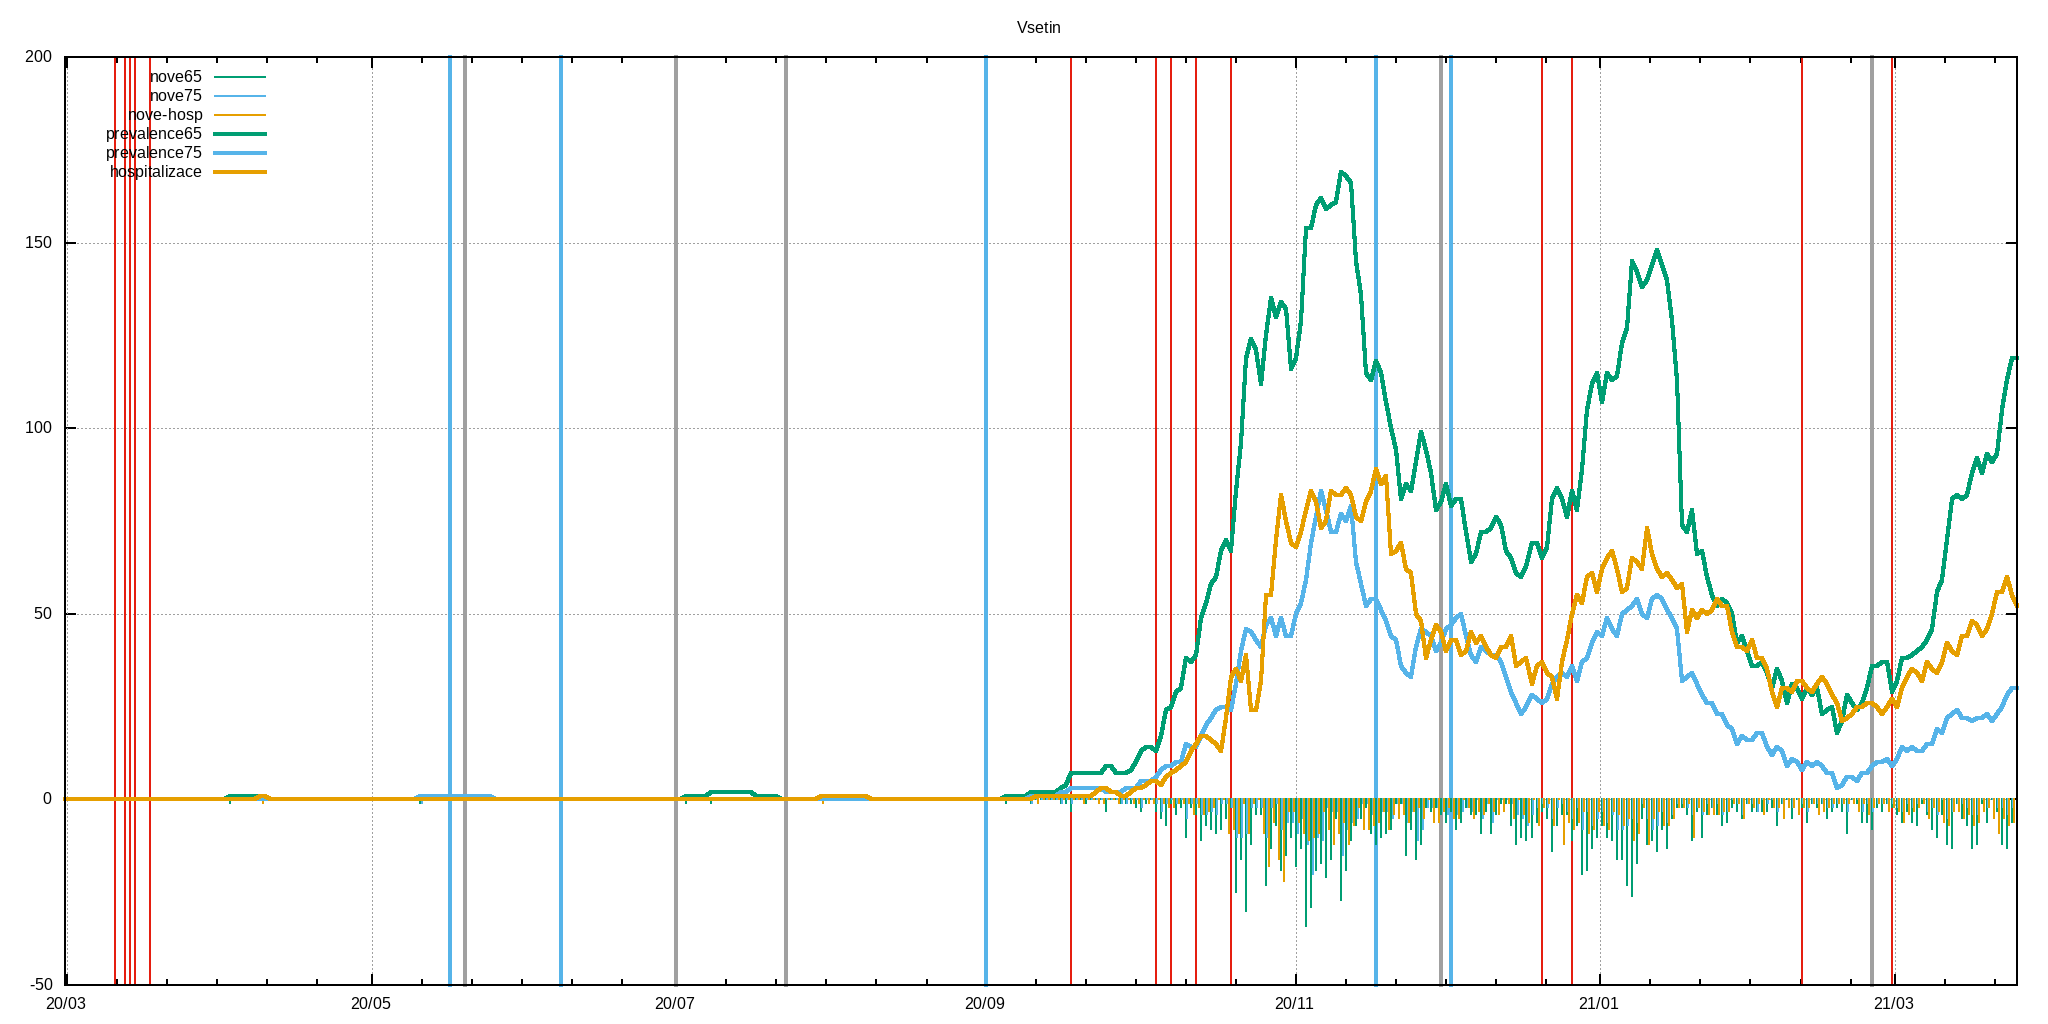 Vsetin
200
nove65
nove75
nove-hosp
prevalence65
prevalence75
hospitalizace
150
100
50
0
-50
20/03 20/05 20/07 20/09 20/11 21/01 21/03